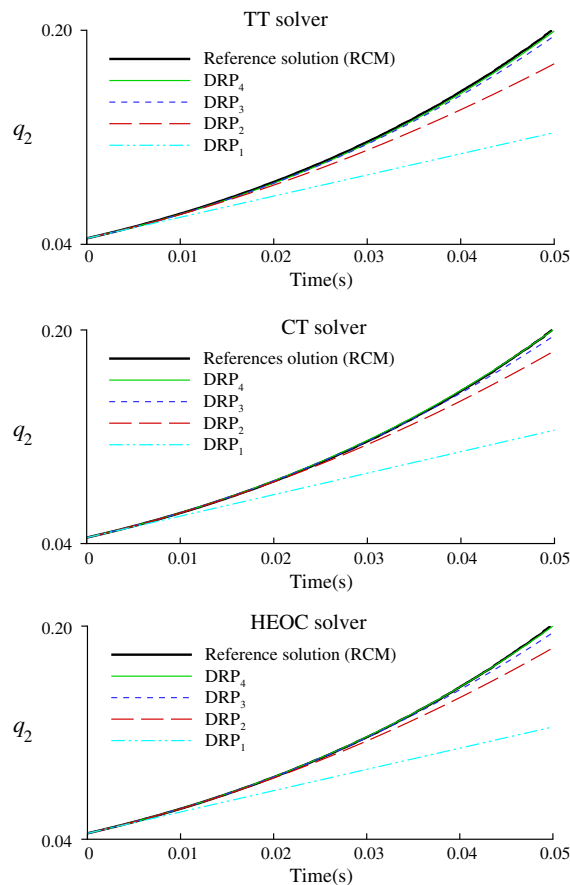 TT solver
0.20
Reference solution (RCM)
DRP4
DRP3
DRP2
DRP1
q2
0.04
0 0.01 0.02 0.03 0.04 0.05
Time(s)
CT solver
0.20
References olution (RCM)
DRP4
DRP3
DRP2
DRP1
q2
0.04
0 0.01 0.02 0.03 0.04 0.05
Time(s)
HEOC solver
0.20
Reference solution (RCM)
DRP4
DRP3
DRP2
DRP1
q2
0.04
0 0.01 0.02 0.03 0.04 0.05
Time(s)